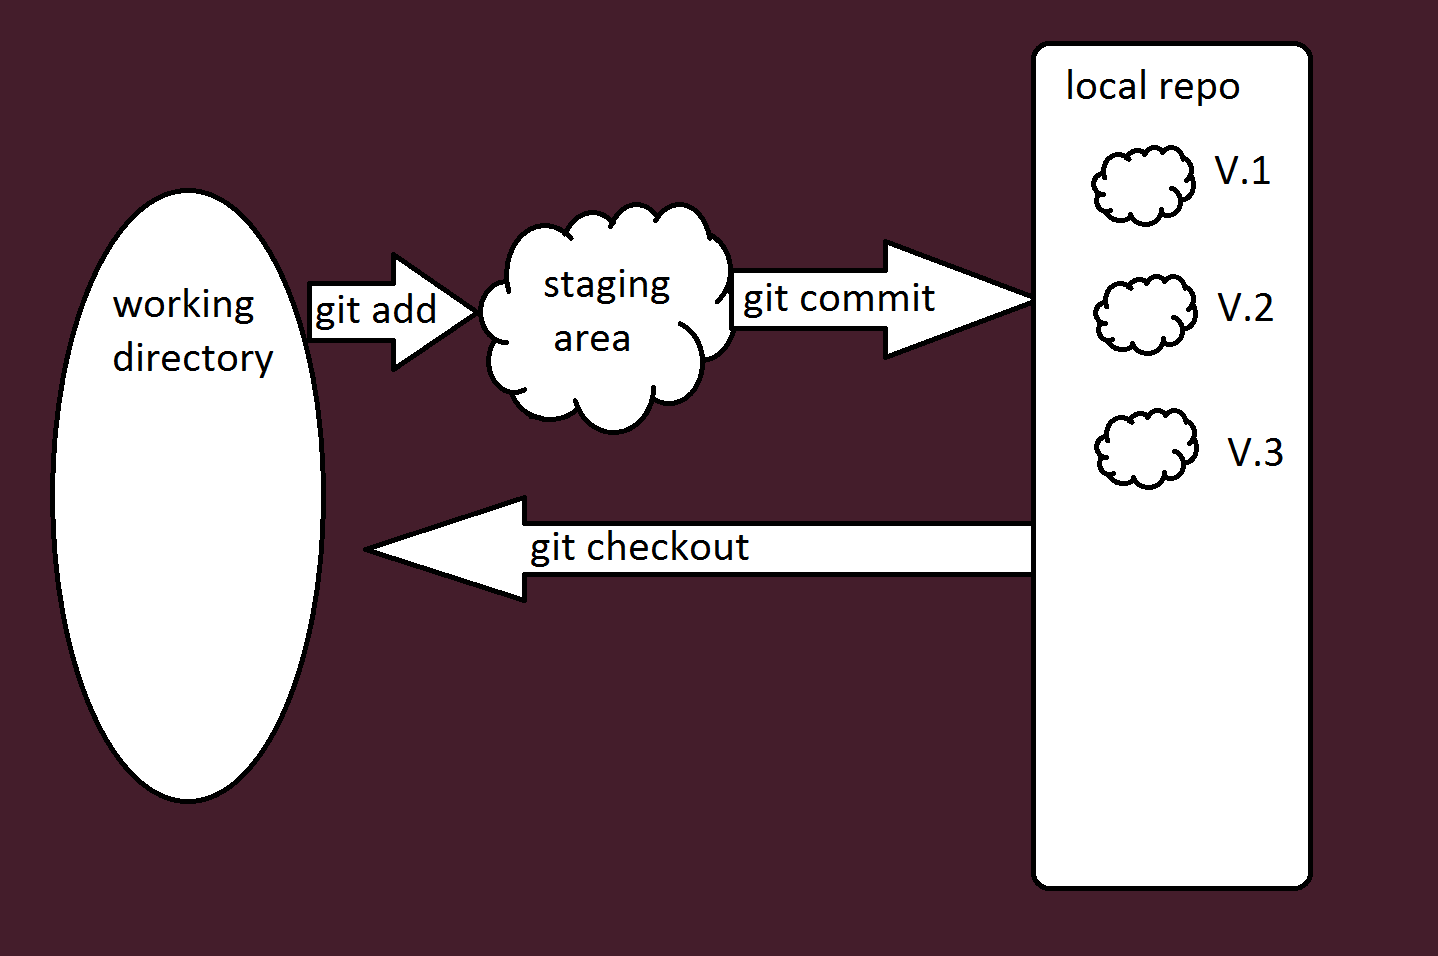 local repo
V.1
working
directory
git add
staging
area
git commit
V.2
V.3
git checkout